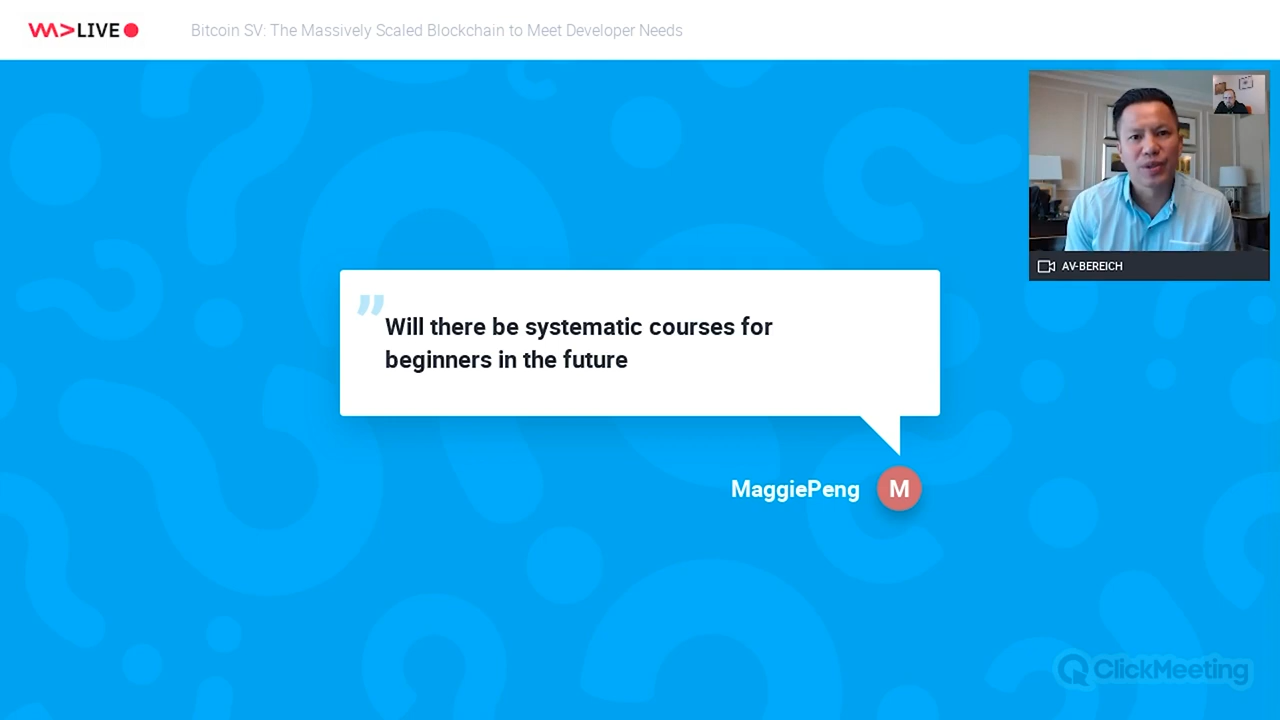 WA>LIVE
Bitcoin SV: The Massively Scaled Blockchain to Meet Developer Needs
AV-BEREICH
"Will there be systematic courses for
beginners in the future
MaggiePeng
M
ClickMeeting